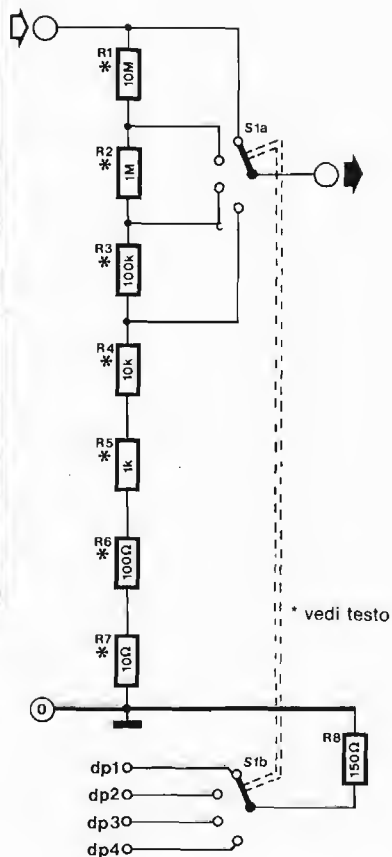 R1
*
10M
R2
*
1M
S1a
R3
*
100k
R4
*
10k
R5
*
1k
R6
*
100Ω
* vedi testo
R7
*
10Ω
0
R8
150Ω
dp1
S1b
dp2
dp3
dp4